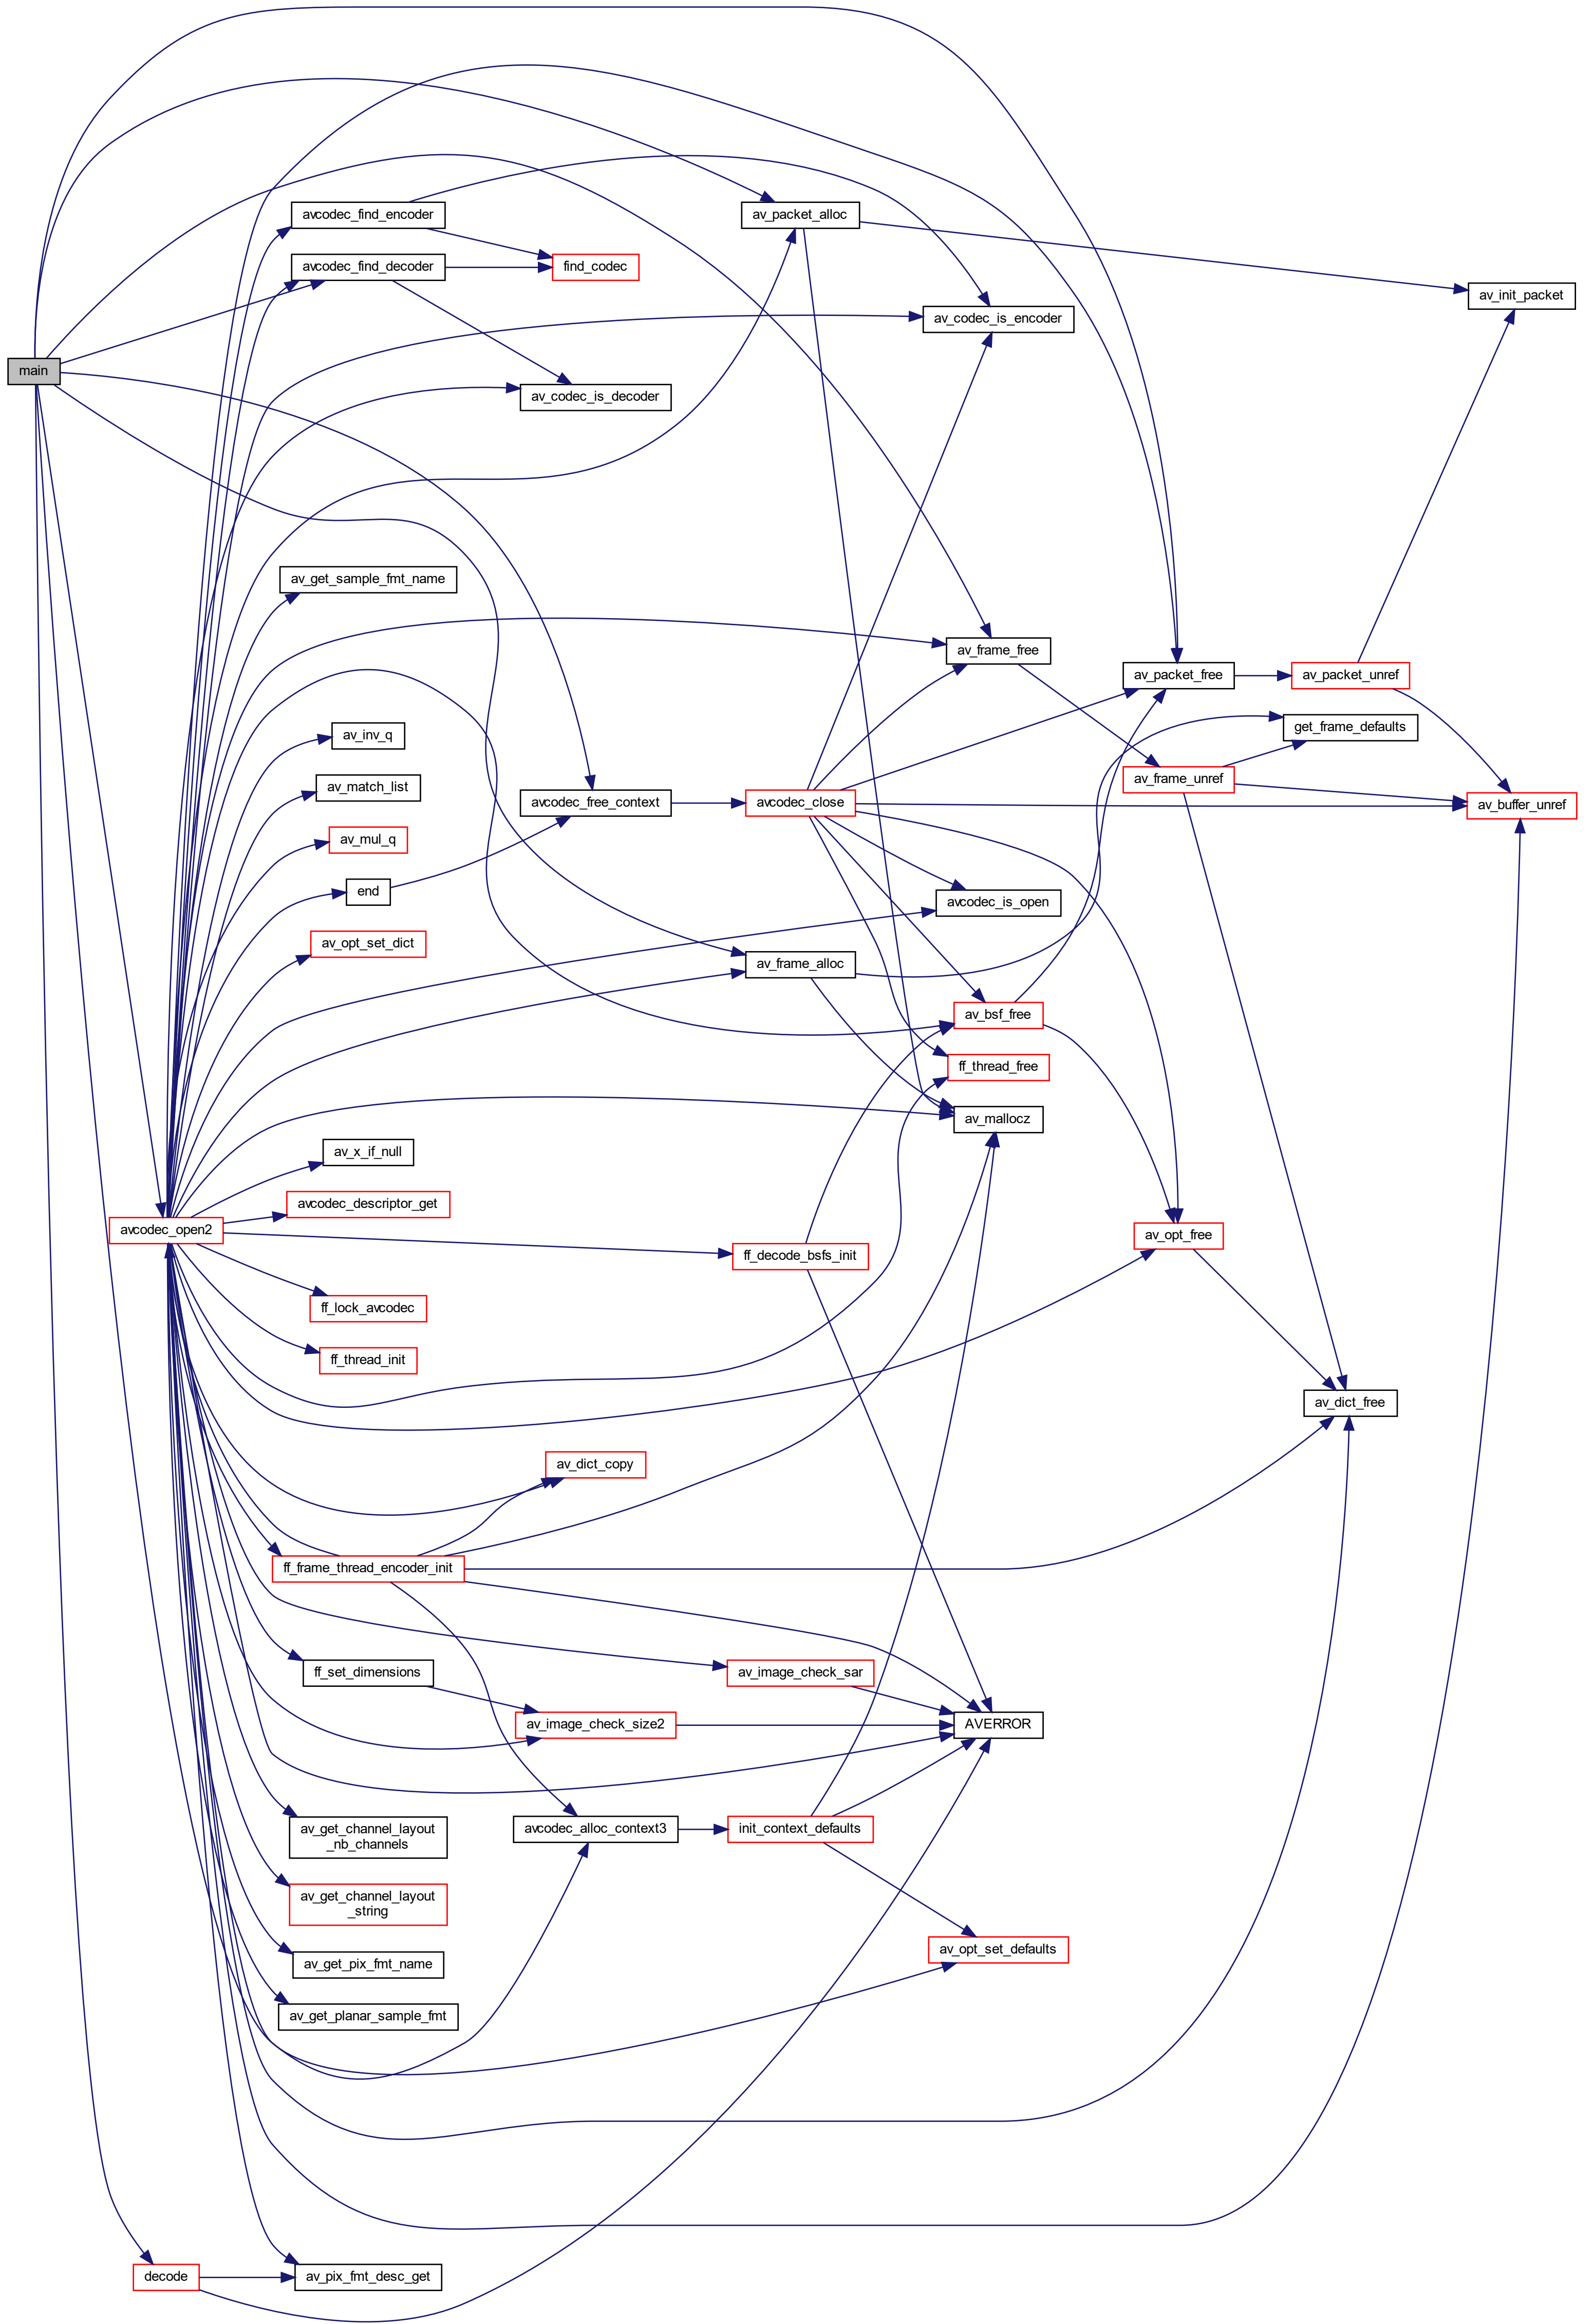 avcodec_find_encoder
av_packet_alloc
avcodec_find_decoder
find_codec
av_init_packet
av_codec_is_encoder
main
av_codec_is_decoder
av_get_sample_fmt_name
av_frame_free
av_packet_free
av_packet_unref
get_frame_defaults
av_inv_q
av_frame_unref
av_match_list
avcodec_free_context
avcodec_close
av_buffer_unref
av_mul_q
end
avcodec_is_open
av_opt_set_dict
av_frame_alloc
av_bsf_free
ff_thread_free
av_mallocz
av_x_if_null
avcodec_descriptor_get
avcodec_open2
av_opt_free
ff_decode_bsfs_init
ff_lock_avcodec
ff_thread_init
av_dict_free
av_dict_copy
ff_frame_thread_encoder_init
ff_set_dimensions
av_image_check_sar
av_image_check_size2
AVERROR
av_get_channel_layout
_nb_channels
avcodec_alloc_context3
init_context_defaults
av_get_channel_layout
_string
av_opt_set_defaults
av_get_pix_fmt_name
av_get_planar_sample_fmt
decode
av_pix_fmt_desc_get